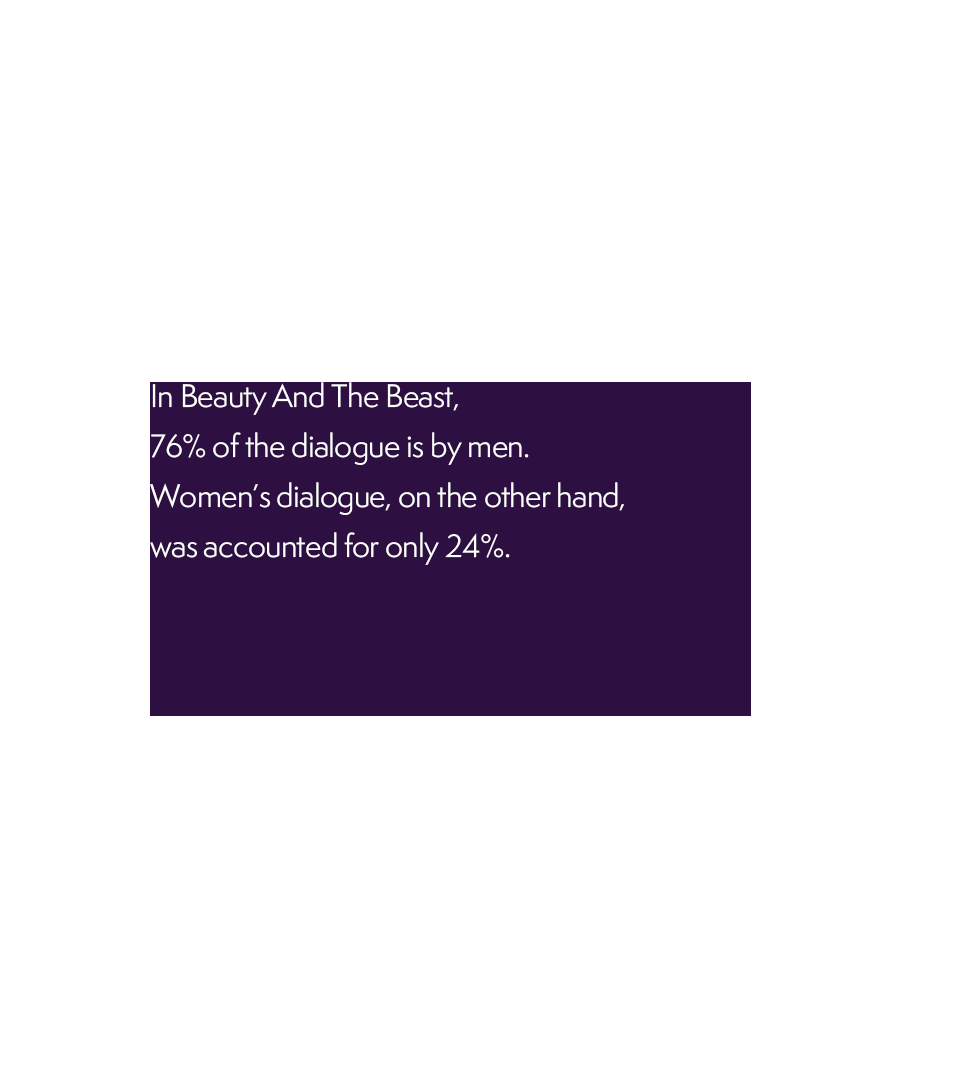 In Beauty And The Beast,
76% of the dialogue is by men.
Women's dialogue, on the other hand,
was accounted for only 24%.